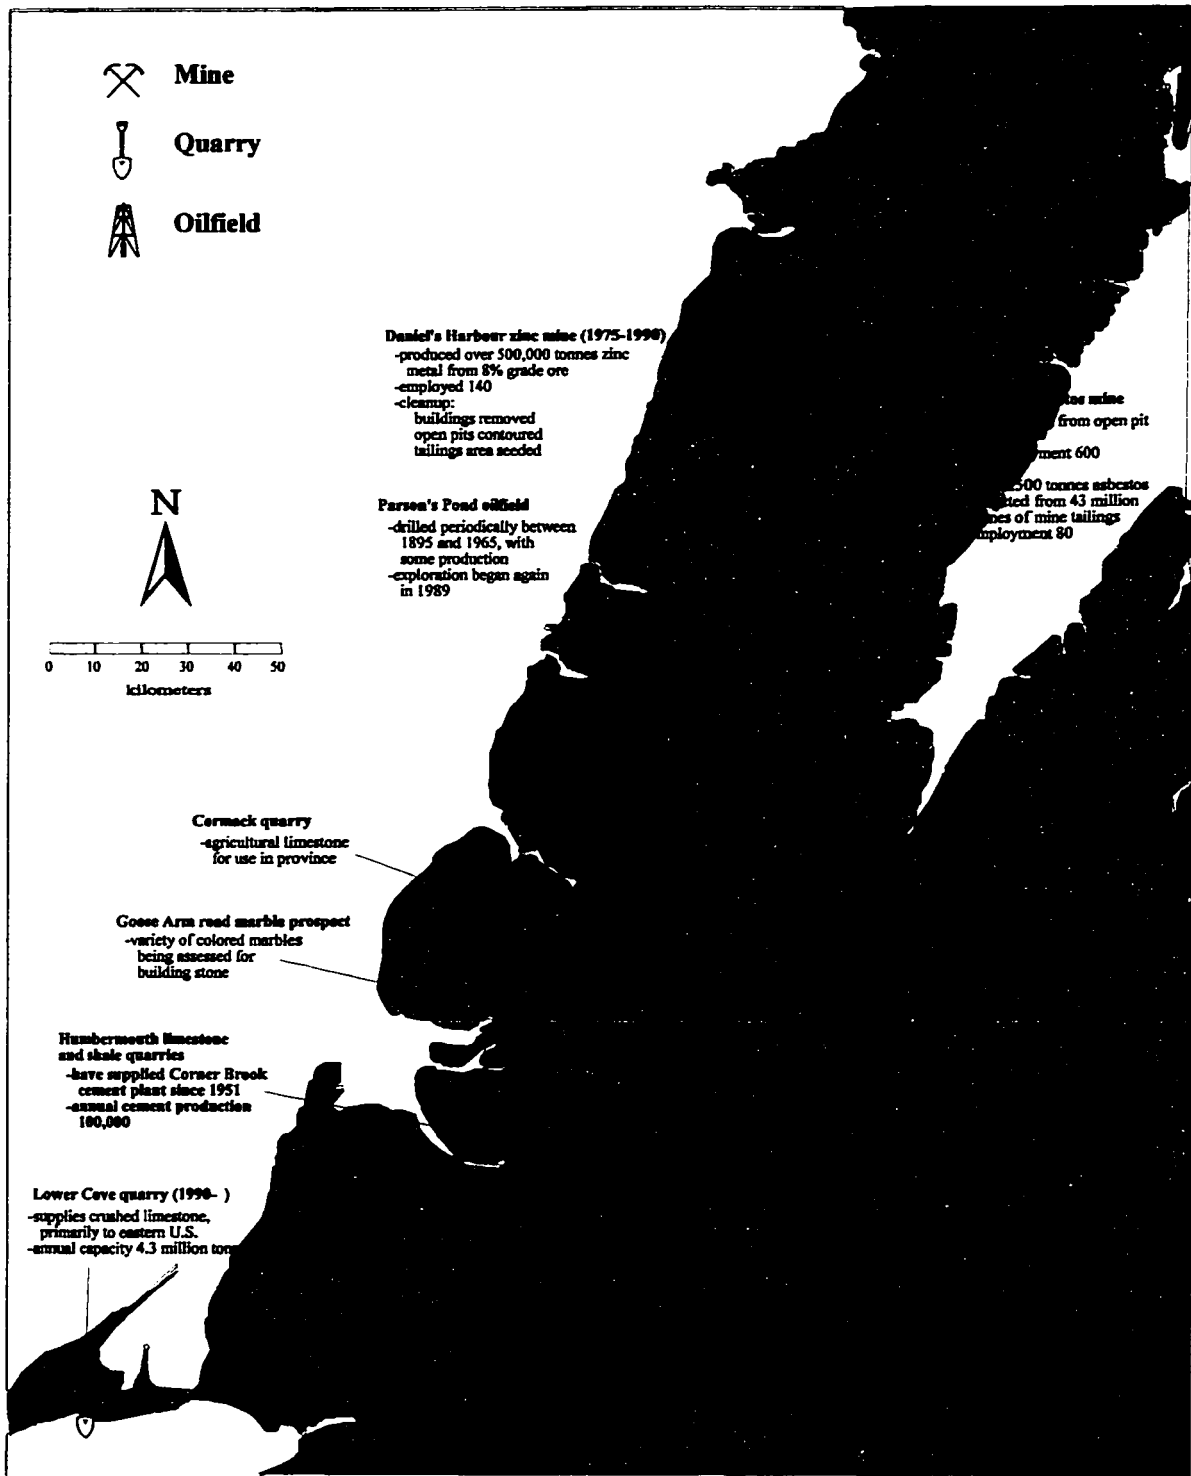 Mine
Quarry
Oilfield
Daniel's Harbour zinc mine (1975-1990)
-produced over 500,000 tonnes zinc
metal from 8% grade ore
-employed 140
-cleanup:
buildings removed
open pits contoured
tailings area seeded
mine
from open pit
600
500 tonnes asbestos
from 43 million
of mine tailings
80
Parson's Pond oilfield
-drilled periodically between
1895 and 1965, with
some production
-exploration began again
in 1989
N
0 10 20 30 40 50
kilometers
Cormack quarry
-agricultural limestone
for use in province
Goose Arm road marble prospect
-variety of colored marbles
being assessed for
building stone
Humbermouth limestone
and shale quarries
-have supplied Corner Brook
cement plant since 1951
-annual cement production
100,000
Lower Cove quarry (1990- )
-supplies crushed limestone,
primarily to eastern U.S.
-annual capacity 4.3 million